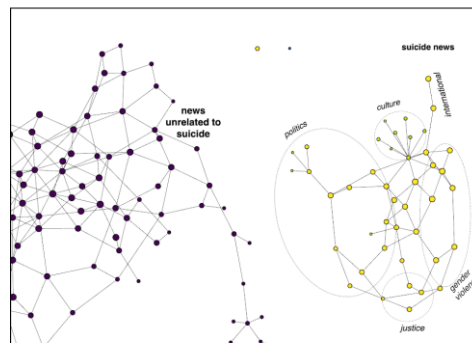 suicide news
news
unrelated to
suicide
international
culture
politics
gender
violence
justice